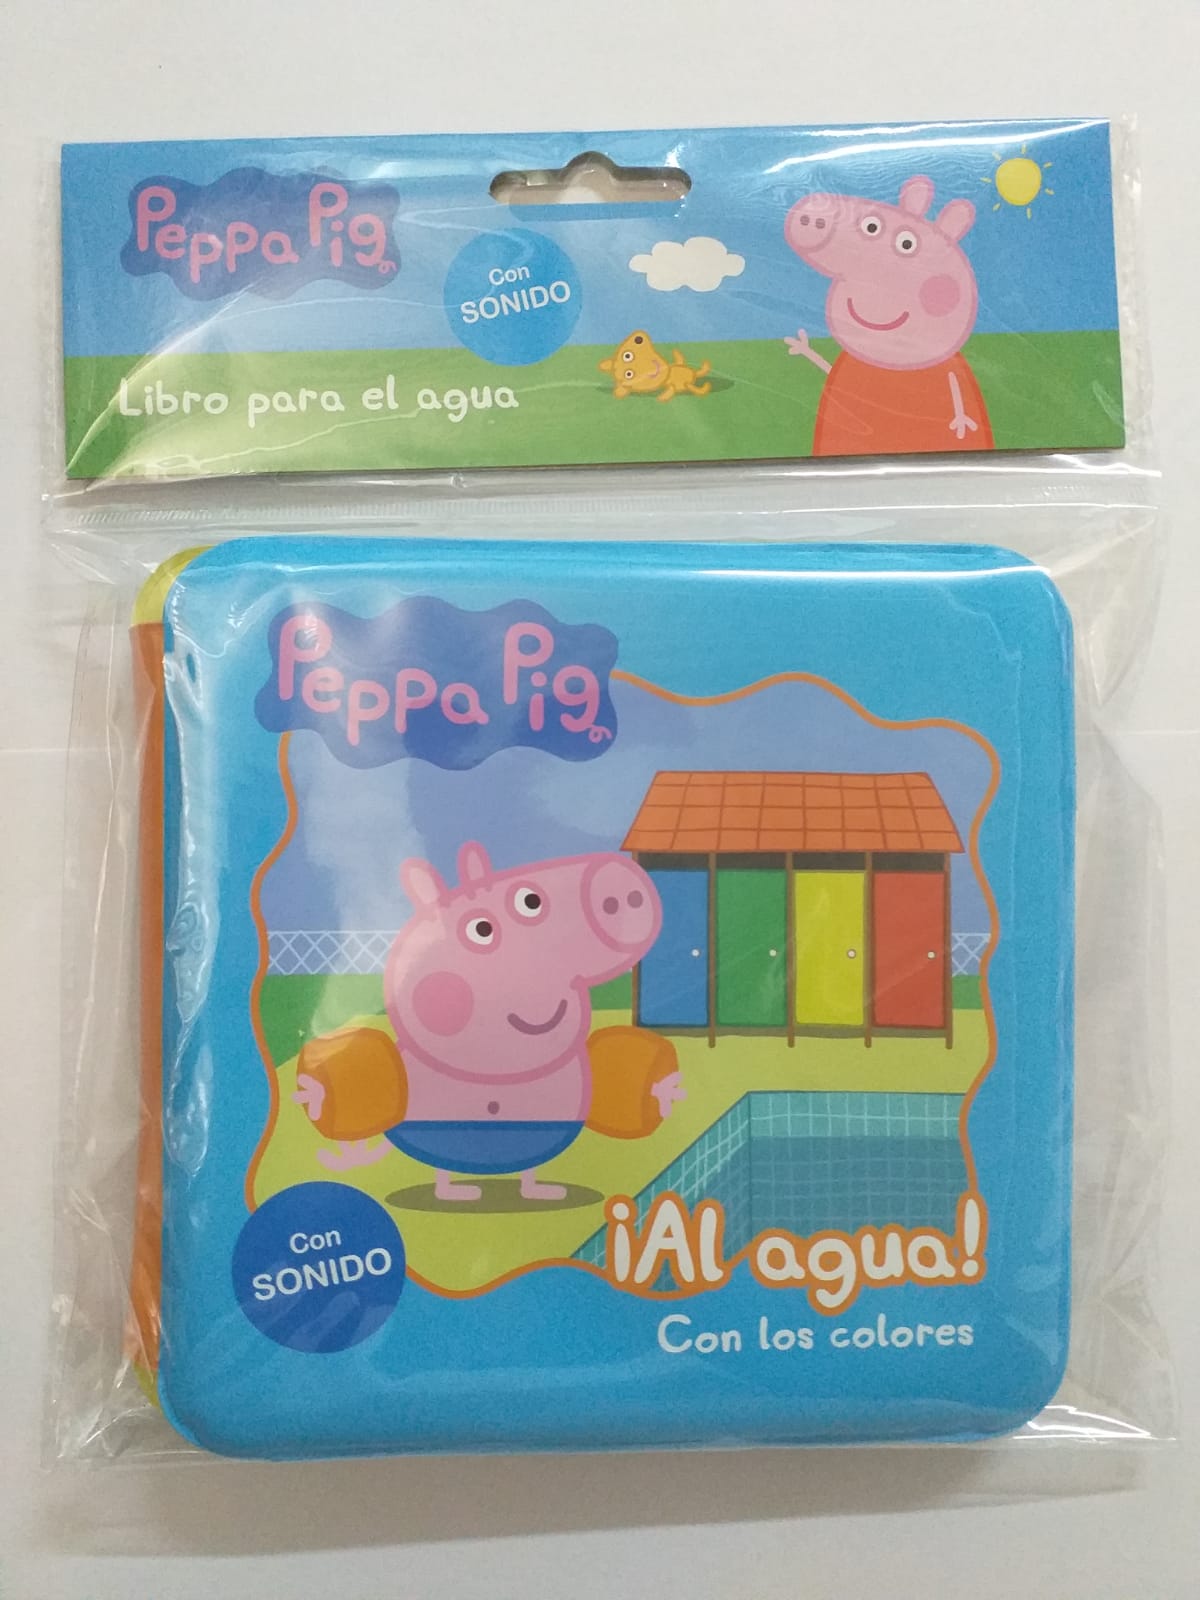 Peppa Pig
Con
SONIDO
Libro para el agua
Peppa Pig
Con
SONIDO
¡Al agua!
Con los colores